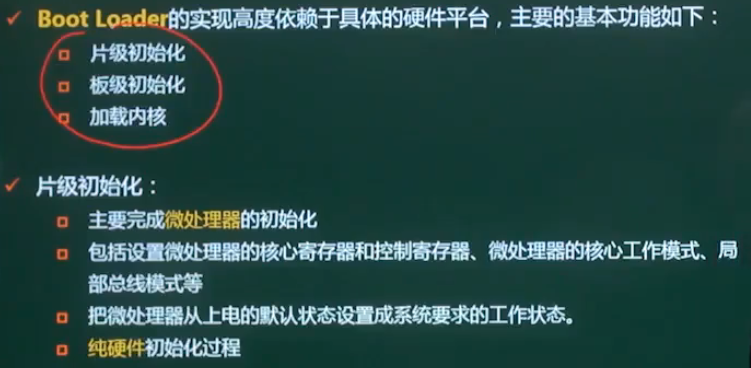 Boot Loader的实现高度依赖于具体的硬件平台，主要的基本功能如下：
片级初始化
板级初始化
加载内核
片级初始化：
主要完成微处理器的初始化
包括设置微处理器的核心寄存器和控制寄存器、微处理器的核心工作模式、局
部总线模式等
把微处理器从上电的默认状态设置成系统要求的工作状态。
纯硬件初始化过程